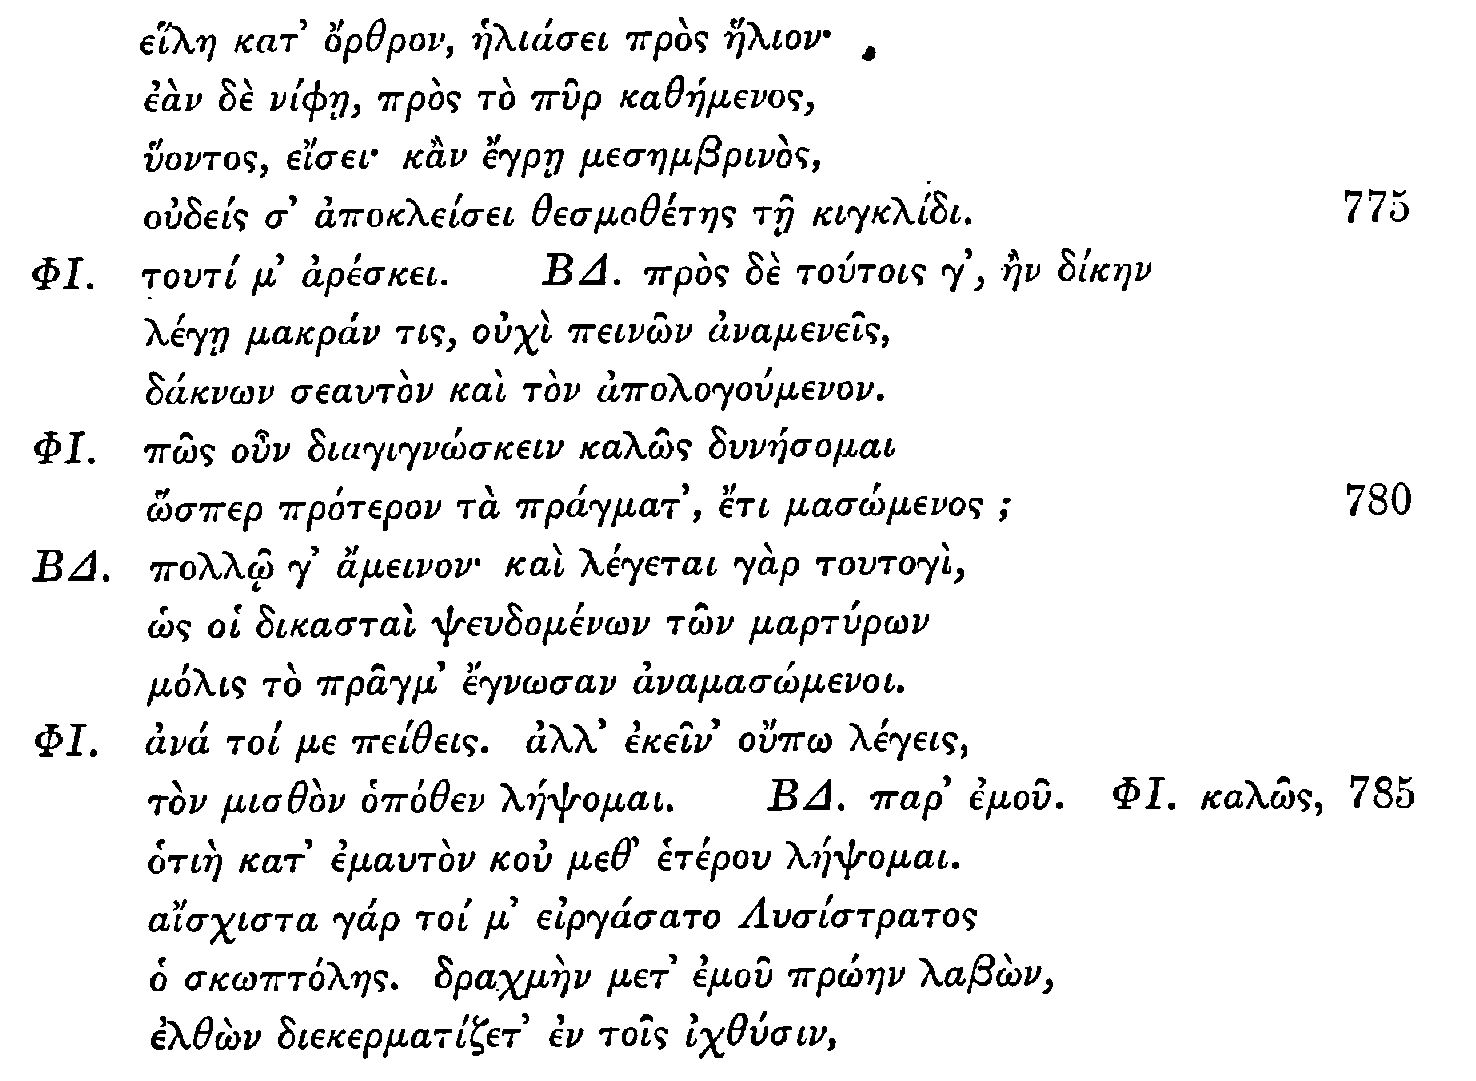 εἵλη κατ’ ὄρθρον, ἡλιάσει πρὸς ἥλιον·
ἐὰν δὲ νίφῃ, πρὸς τὸ πῦρ καθήμενος,
ὕοντος, εἴσει· κἂν ἔγρῃ μεσημβρινὸς,
οὐδείς σ’ ἀποκλείσει θεσμοθέτης τῇ κιγκλίδι. 775
ΦΙ. τουτί μ’ ἀρέσκει. ΒΔ. πρὸς δὲ τούτοις γ’, ἢν δίκην
λέγῃ μακράν τις, οὐχὶ πεινῶν ἀναμενεῖς,
δάκνων σεαυτὸν καὶ τὸν ἀπολογούμενον.
ΦΙ. πῶς οὖν διαγιγνώσκειν καλῶς δυνήσομαι
ὥσπερ πρότερον τὰ πράγματ’, ἔτι μασώμενος ; 780
ΒΔ. πολλῷ γ’ ἄμεινον· καὶ λέγεται γὰρ τουτογὶ,
ὡς οἱ δικασταὶ ψευδομένων τῶν μαρτύρων
μόλις τὸ πρᾶγμ’ ἔγνωσαν ἀναμασώμενοι.
ΦΙ. ἀνά τοί με πείθεις. ἀλλ’ ἐκεῖν’ οὔπω λέγεις,
τὸν μισθὸν ὁπόθεν λήψομαι. ΒΔ. παρ’ ἐμοῦ. ΦΙ. καλῶς, 785
ὁτιὴ κατ’ ἐμαυτὸν κοὐ μεθ’ ἑτέρου λήψομαι.
αἴσχιστα γάρ τοί μ’ εἰργάσατο Λυσίστρατος
ὁ σκωπτόλης. δραχμὴν μετ’ ἐμοῦ πρώην λαβὼν,
ἐλθὼν διεκερματίζετ’ ἐν τοῖς ἰχθύσιν,